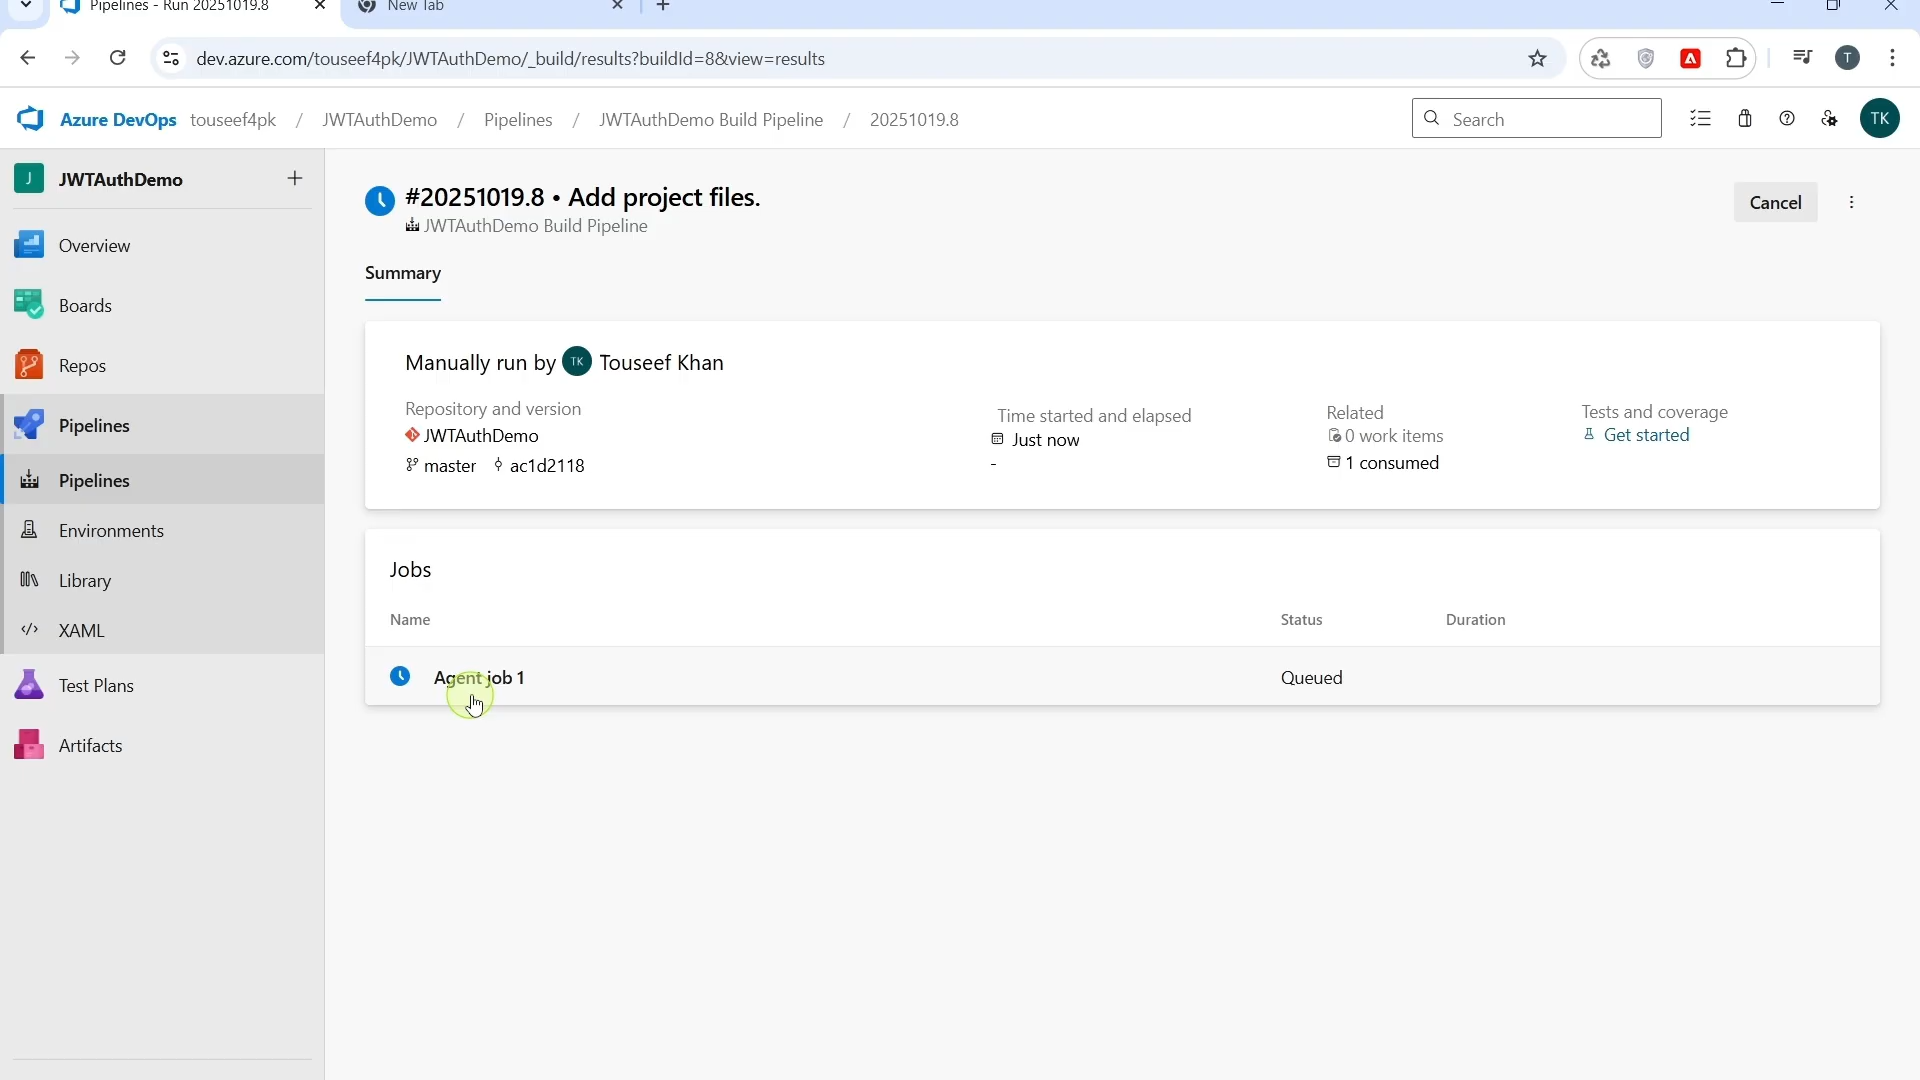 Pipelines - Run 20251019.8
New Tab
dev.azure.com/touseef4pk/JWTAuthDemo/_build/results?buildId=8&view=results
T
Azure DevOps touseef4pk / JWTAuthDemo / Pipelines / JWTAuthDemo Build Pipeline / 20251019.8
Search
TK
J JWTAuthDemo
Overview
Boards
Repos
Pipelines
Pipelines
Environments
Library
XAML
Test Plans
Artifacts
#20251019.8 • Add project files.
JWTAuthDemo Build Pipeline
Cancel
Summary
Manually run by TK Touseef Khan
Repository and version
JWTAuthDemo
master ac1d2118
Time started and elapsed
Just now
-
Related
0 work items
1 consumed
Tests and coverage
Get started
Jobs
Name Status Duration
Agent job 1 Queued